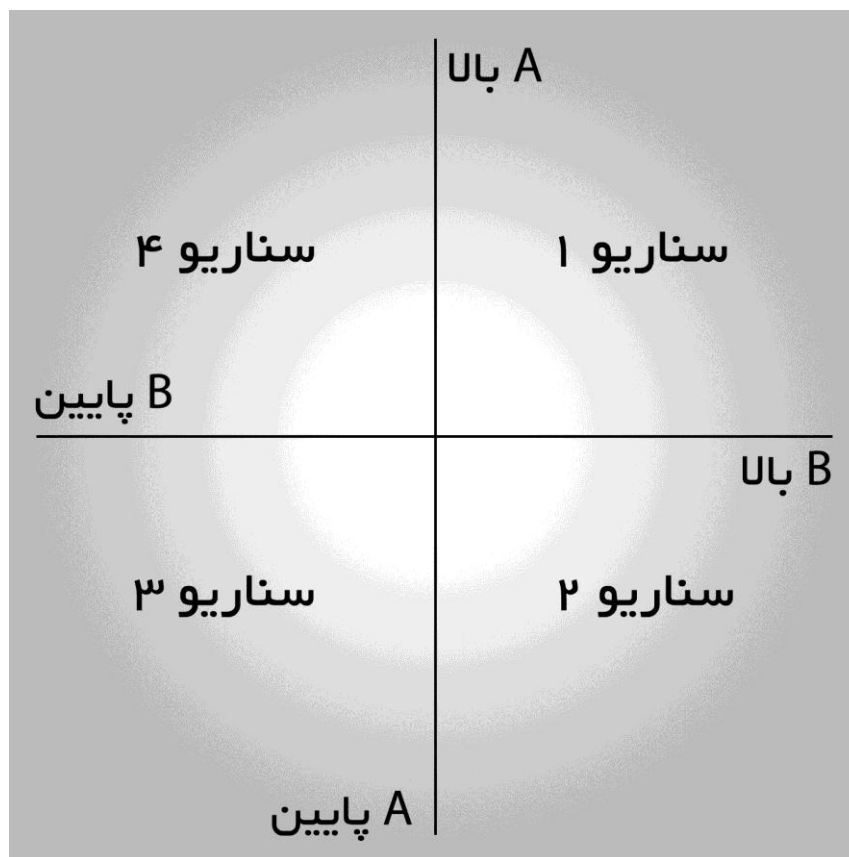 A بالا
سناریو ۱
سناریو ۴
B پایین
B بالا
سناریو ۲
سناریو ۳
A پایین